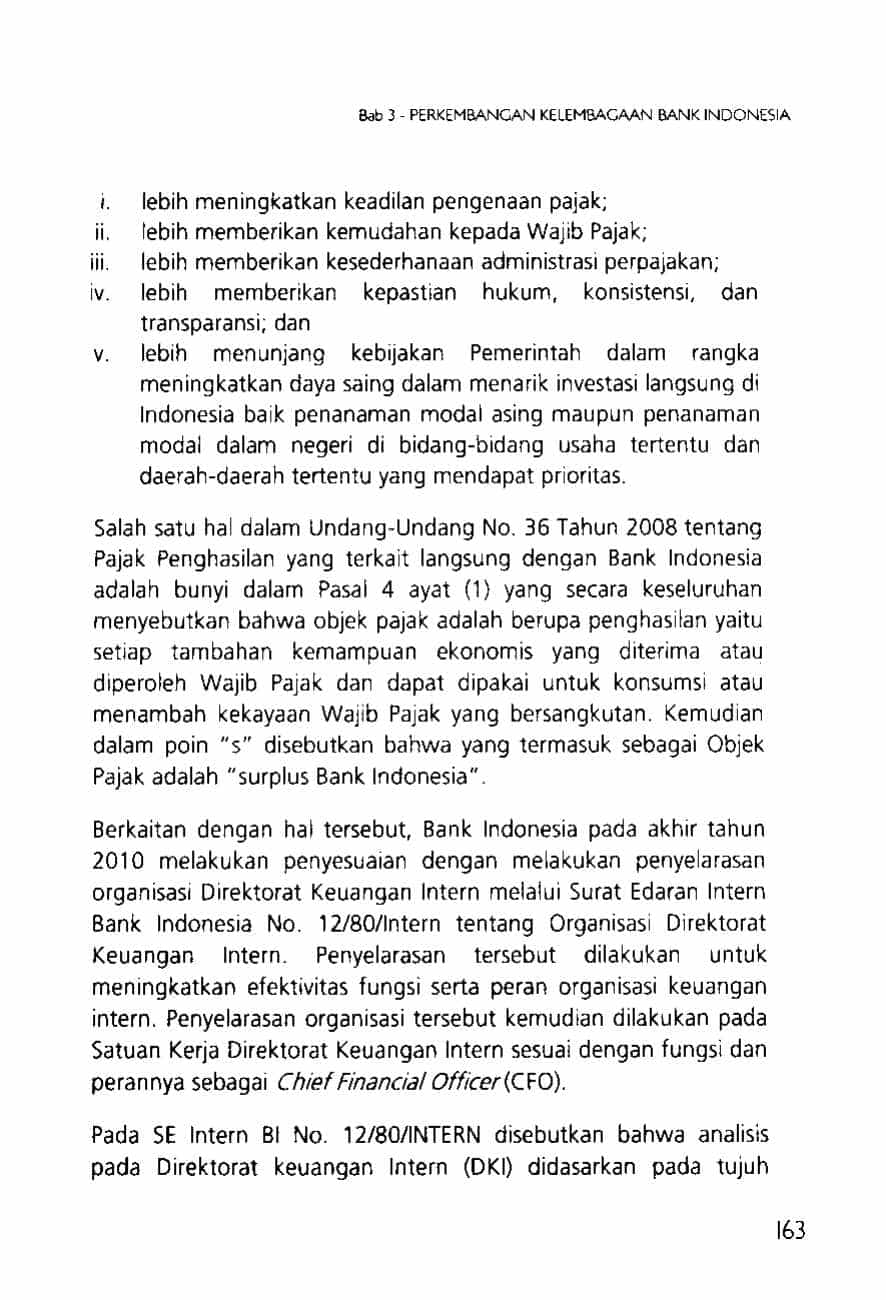 Bab 3 - PERKEMBANGAN KELEMBAGAAN BANK INDONESIA
i. lebih meningkatkan keadilan pengenaan pajak;
ii. lebih memberikan kemudahan kepada Wajib Pajak;
iii. lebih memberikan kesederhanaan administrasi perpajakan;
iv. lebih memberikan kepastian hukum, konsistensi, dan
transparansi; dan
v. lebih menunjang kebijakan Pemerintah dalam rangka
meningkatkan daya saing dalam menarik investasi langsung di
Indonesia baik penanaman modal asing maupun penanaman
modal dalam negeri di bidang-bidang usaha tertentu dan
daerah-daerah tertentu yang mendapat prioritas.
Salah satu hal dalam Undang-Undang No. 36 Tahun 2008 tentang
Pajak Penghasilan yang terkait langsung dengan Bank Indonesia
adalah bunyi dalam Pasal 4 ayat (1) yang secara keseluruhan
menyebutkan bahwa objek pajak adalah berupa penghasilan yaitu
setiap tambahan kemampuan ekonomis yang diterima atau
diperoleh Wajib Pajak dan dapat dipakai untuk konsumsi atau
menambah kekayaan Wajib Pajak yang bersangkutan. Kemudian
dalam poin "s" disebutkan bahwa yang termasuk sebagai Objek
Pajak adalah "surplus Bank Indonesia".
Berkaitan dengan hal tersebut, Bank Indonesia pada akhir tahun
2010 melakukan penyesuaian dengan melakukan penyelarasan
organisasi Direktorat Keuangan Intern melalui Surat Edaran Intern
Bank Indonesia No. 12/80/Intern tentang Organisasi Direktorat
Keuangan Intern. Penyelarasan tersebut dilakukan untuk
meningkatkan efektivitas fungsi serta peran organisasi keuangan
intern. Penyelarasan organisasi tersebut kemudian dilakukan pada
Satuan Kerja Direktorat Keuangan Intern sesuai dengan fungsi dan
perannya sebagai Chief Financial Officer (CFO).
Pada SE Intern BI No. 12/80/INTERN disebutkan bahwa analisis
pada Direktorat keuangan Intern (DKI) didasarkan pada tujuh
163